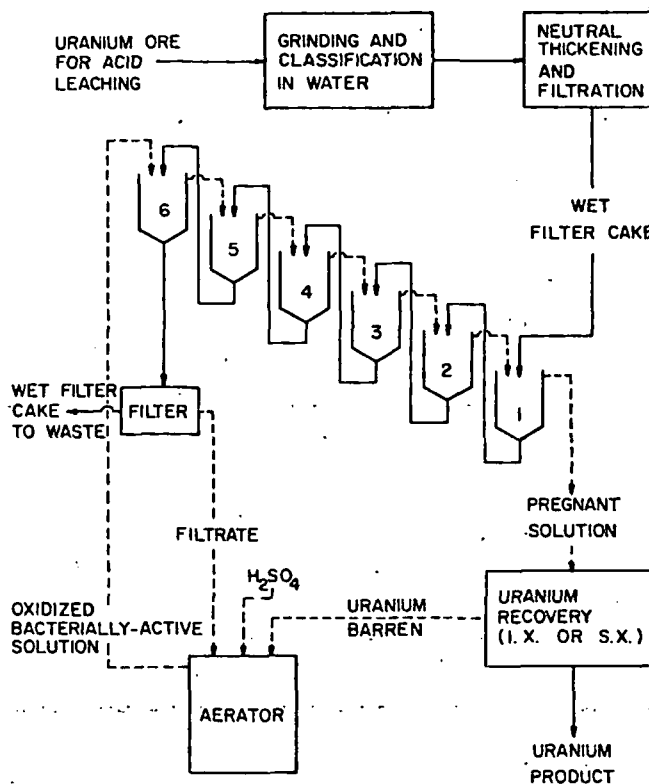 URANIUM ORE
FOR ACID
LEACHING
GRINDING AND
CLASSIFICATION
IN WATER
NEUTRAL
THICKENING
AND
FILTRATION
WET
FILTER CAKE
6
5
4
3
2
1
WET FILTER
CAKE
TO WASTE
FILTER
PREGNANT
SOLUTION
FILTRATE
H2SO4
OXIDIZED
BACTERIALLY-ACTIVE
SOLUTION
URANIUM
BARREN
URANIUM
RECOVERY
(I.X. OR S.X.)
AERATOR
URANIUM
PRODUCT